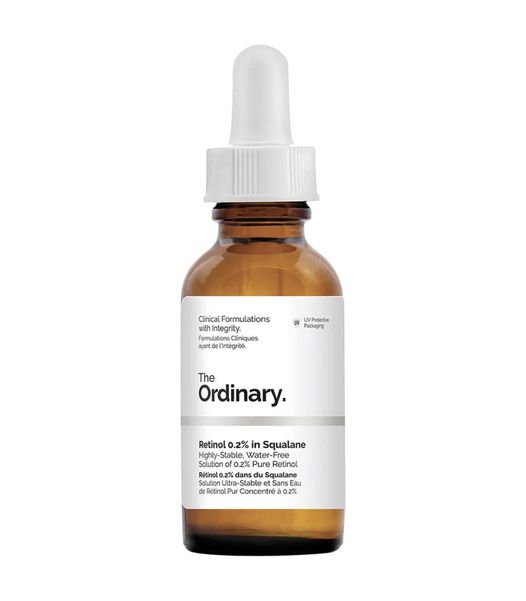 Clinical Formulations
with Integrity.
Formulations Cliniques
ayant de l'Intégrité.
UV
UV Protective
Packaging
The
Ordinary.
Retinol 0.2% in Squalane
Highly-Stable, Water-Free
Solution of 0.2% Pure Retinol
Rétinol 0.2% dans du Squalane
Solution Ultra-Stable et Sans Eau
de Rétinol Pur Concentré à 0.2%